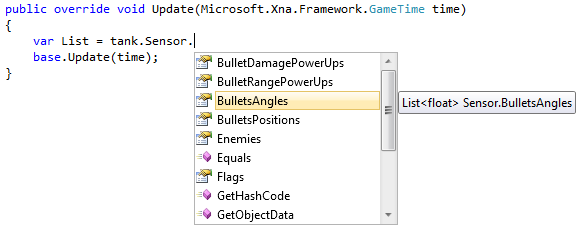 public override void Update(Microsoft.Xna.Framework.GameTime time)
{
var List = tank.Sensor.
base.Update(time);
}
BulletDamagePowerUps
BulletRangePowerUps
BulletsAngles
List<float> Sensor.BulletsAngles
BulletsPositions
Enemies
Equals
Flags
GetHashCode
GetObjectData